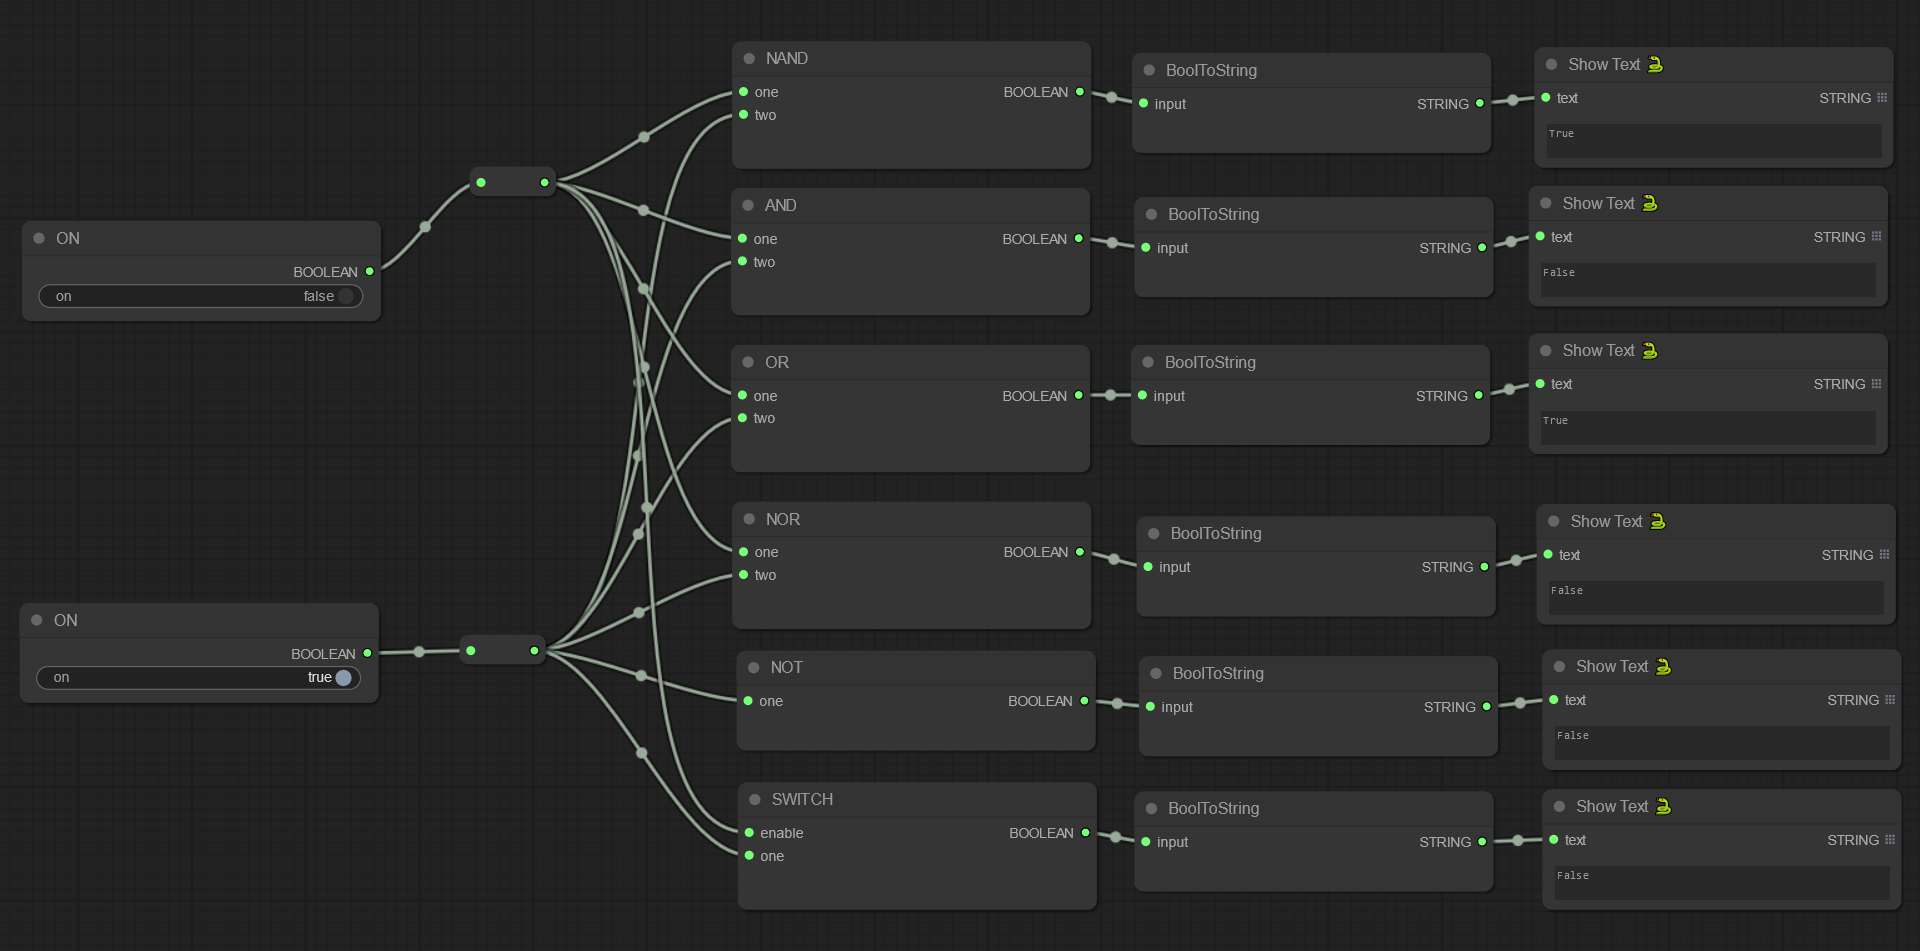 ON
BOOLEAN
on false
ON
BOOLEAN
on true
NAND
one BOOLEAN
two
BoolToString
input STRING
Show Text 🐍
text STRING
True
AND
one BOOLEAN
two
BoolToString
input STRING
Show Text 🐍
text STRING
False
OR
one BOOLEAN
two
BoolToString
input STRING
Show Text 🐍
text STRING
True
NOR
one BOOLEAN
two
BoolToString
input STRING
Show Text 🐍
text STRING
False
NOT
one BOOLEAN
BoolToString
input STRING
Show Text 🐍
text STRING
False
SWITCH
enable BOOLEAN
one
BoolToString
input STRING
Show Text 🐍
text STRING
False